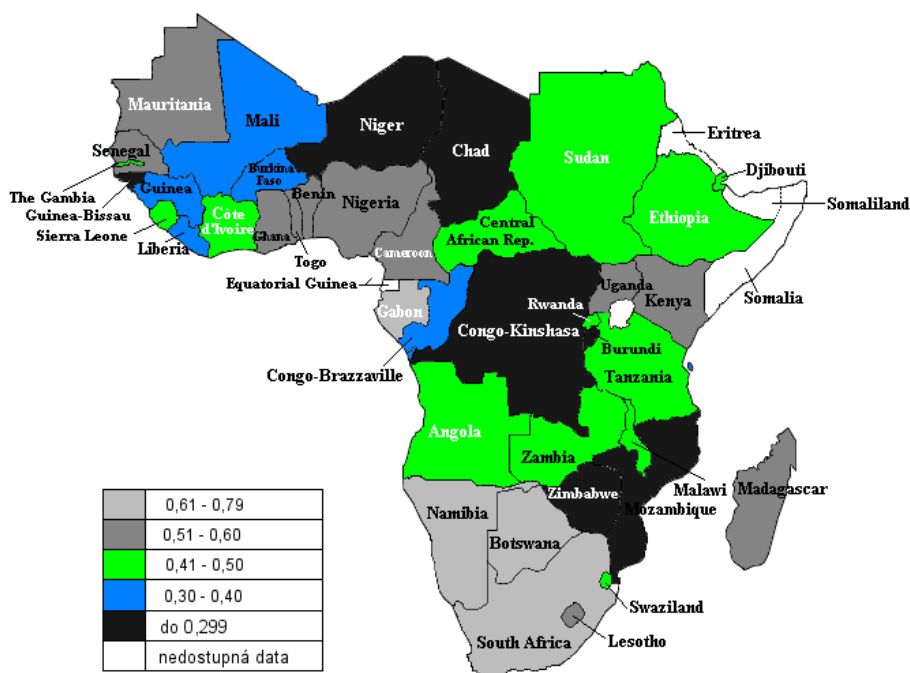 Mauritania
Mali
Niger
Chad
Sudan
Eritrea
Senegal
The Gambia
Guinea-Bissau
Guinea
Sierra Leone
Liberia
Côte
d'Ivoire
Burkina
Faso
Ghana
Benin
Togo
Nigeria
Cameroon
Central
African Rep.
Djibouti
Ethiopia
Somaliland
Somalia
Equatorial Guinea
Gabon
Congo-Brazzaville
Congo-Kinshasa
Uganda
Kenya
Rwanda
Burundi
Tanzania
Angola
Zambia
Malawi
Mozambique
Madagascar
Zimbabwe
Namibia
Botswana
Swaziland
South Africa
Lesotho
0,61 - 0,79
0,51 - 0,60
0,41 - 0,50
0,30 - 0,40
do 0,299
nedostupná data